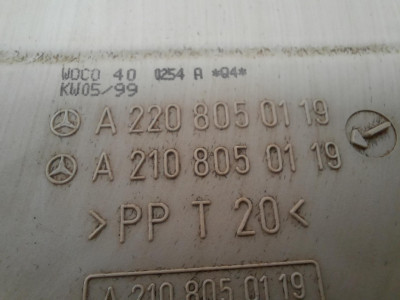 WOCO 40 0254 A *04*
KW05/99
A 220 805 01 19
A 210 805 01 19
>PP T 20<
A 210 805 01 19